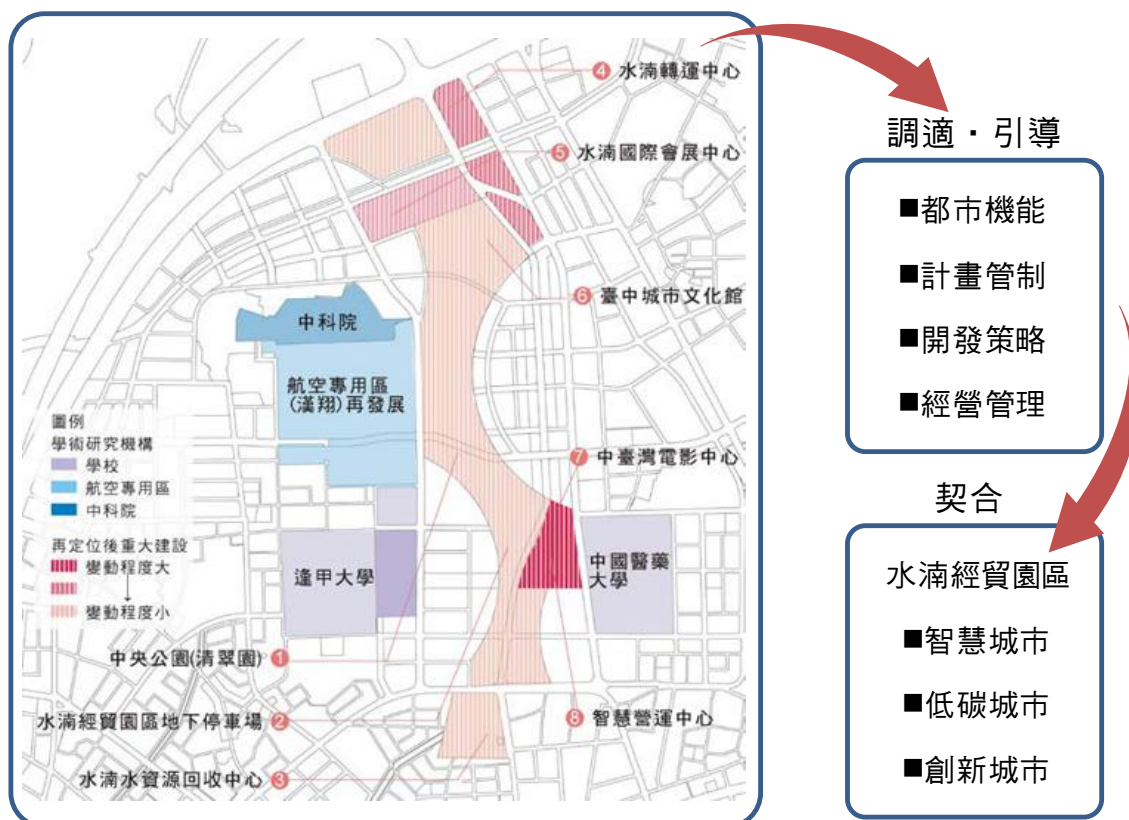 ④ 水湳轉運中心
⑤ 水湳國際會展中心
⑥ 臺中城市文化館
中科院
航空專用區
(漢翔)再發展
圖例
學術研究機構
學校
航空專用區
中科院
再定位後重大建設
變動程度大
變動程度小
⑦ 中臺灣電影中心
逢甲大學
中國醫藥
大學
中央公園(清翠園) ①
水湳經貿園區地下停車場 ②
⑧ 智慧營運中心
水湳水資源回收中心 ③
調適・引導
■都市機能
■計畫管制
■開發策略
■經營管理
契合
水湳經貿園區
■智慧城市
■低碳城市
■創新城市